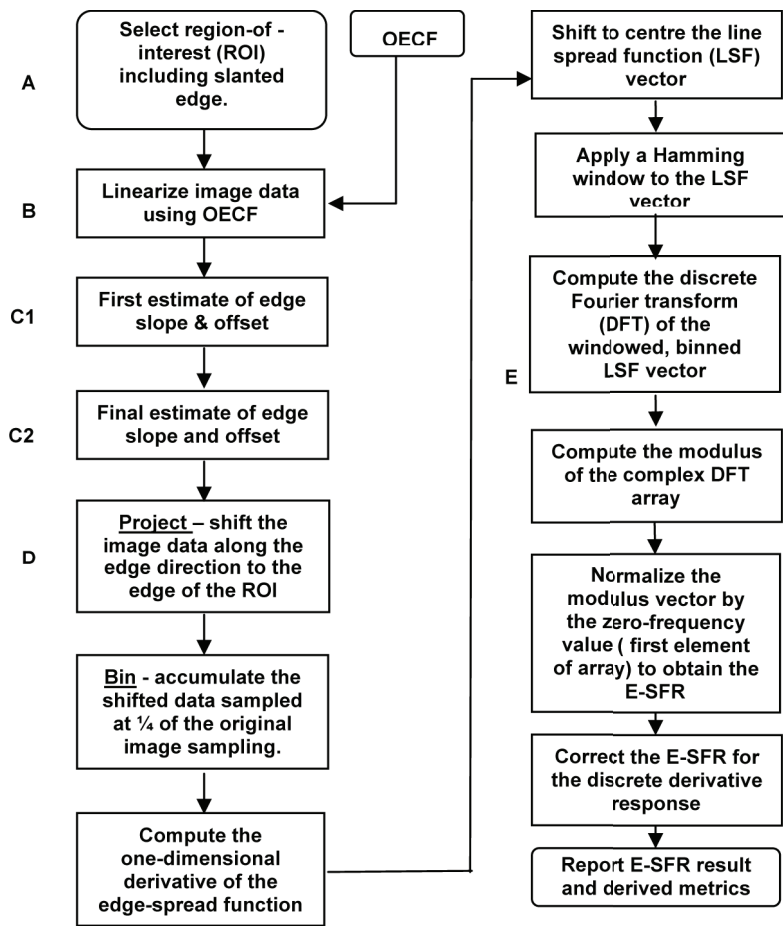 A
Select region-of -
interest (ROI)
including slanted
edge.
OECF
B
Linearize image data
using OECF
C1
First estimate of edge
slope & offset
C2
Final estimate of edge
slope and offset
D
Project – shift the
image data along the
edge direction to the
edge of the ROI
Bin - accumulate the
shifted data sampled
at ¼ of the original
image sampling.
Compute the
one-dimensional
derivative of the
edge-spread function
Shift to centre the line
spread function (LSF)
vector
Apply a Hamming
window to the LSF
vector
E
Compute the discrete
Fourier transform
(DFT) of the
windowed, binned
LSF vector
Compute the modulus
of the complex DFT
array
Normalize the
modulus vector by
the zero-frequency
value ( first element
of array) to obtain the
E-SFR
Correct the E-SFR for
the discrete derivative
response
Report E-SFR result
and derived metrics